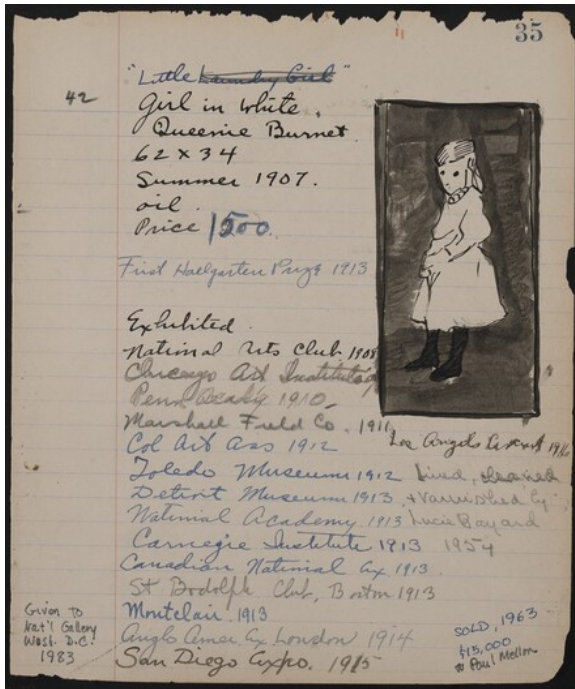 35
"Little Laundry Girl"
42
Girl in White.
Queenie Burnet
62 x 34
Summer 1907.
oil.
Price 1500.
First Hallgarten Prize 1913
Exhibited.
National Arts Club 1908
Chicago Art Institute
Penn Acady 1910.
Marshall Field Co. 1911
Los Angeles
Col Art Ass 1912
Toledo Museum 1912
Lined, cleaned
Detroit Museum 1913
+ varnished by
National Academy 1913
Lucie Bayard
Carnegie Institute 1913
1954
Canadian National Ex. 1913.
St Bodolph Club, Boston 1913
Montclair. 1913
Anglo Amer. Ex London 1914
San Diego Expo. 1915
Given to
Nat'l Gallery
Wash. D.C.
1983
SOLD, 1963
$15,000
to Paul Mellon